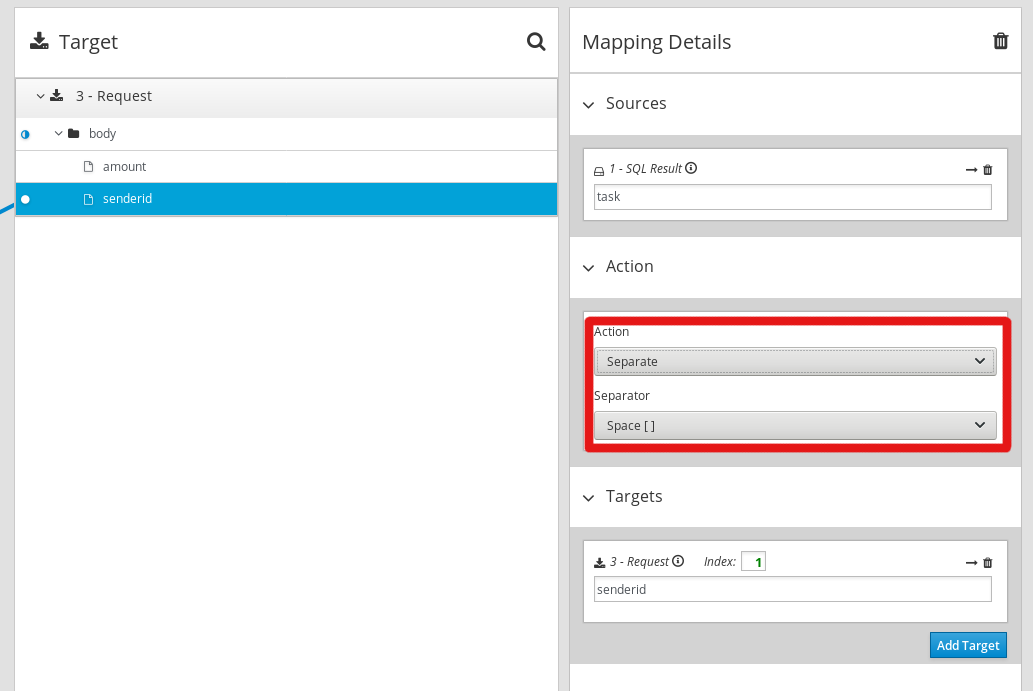 Target
3 - Request
body
amount
senderid
Mapping Details
Sources
1 - SQL Result
task
Action
Action
Separate
Separator
Space [ ]
Targets
3 - Request Index: 1
senderid
Add Target